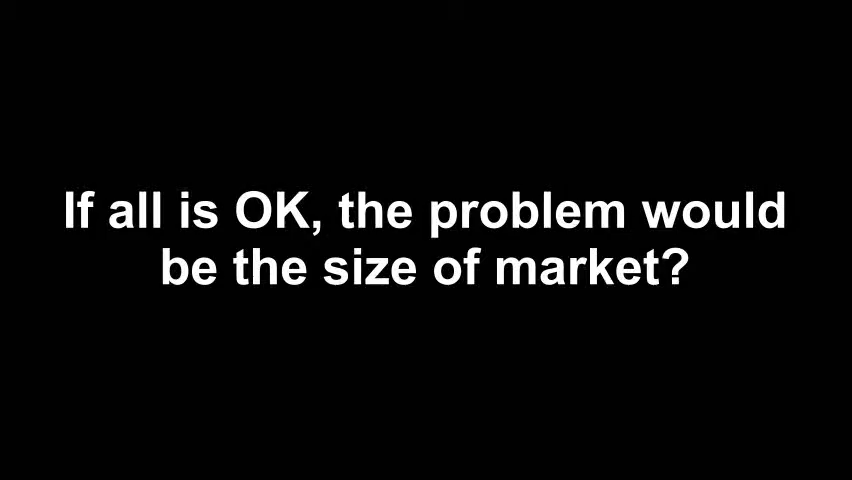 If all is OK, the problem would
be the size of market?